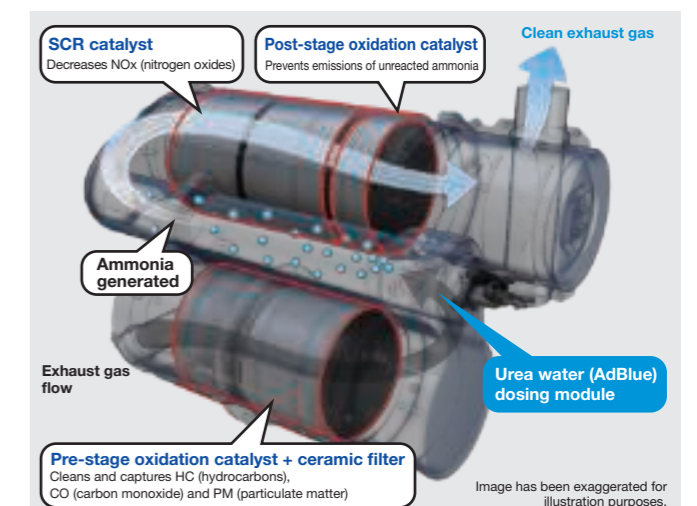 SCR catalyst
Decreases NOx (nitrogen oxides)
Post-stage oxidation catalyst
Prevents emissions of unreacted ammonia
Clean exhaust gas
Ammonia
generated
Exhaust gas
flow
Urea water (AdBlue)
dosing module
Pre-stage oxidation catalyst + ceramic filter
Cleans and captures HC (hydrocarbons),
CO (carbon monoxide) and PM (particulate matter)
Image has been exaggerated for
illustration purposes.